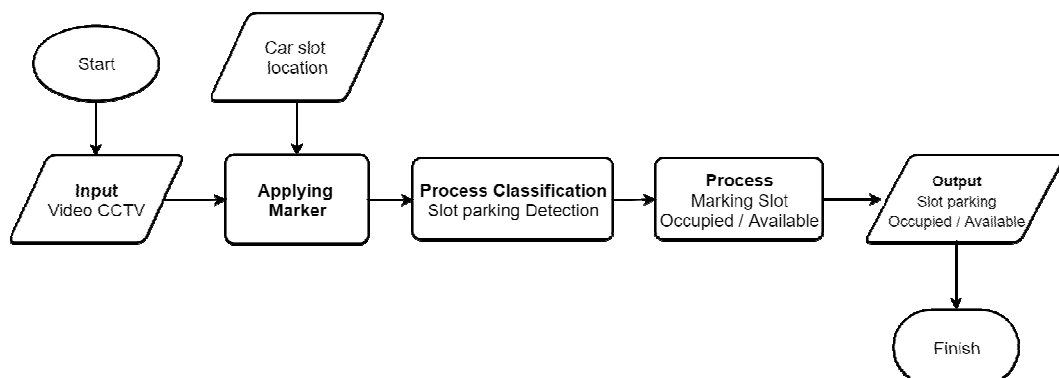 Start
Car slot
location
Input
Video CCTV
Applying
Marker
Process Classification
Slot parking Detection
Process
Marking Slot
Occupied / Available
Output
Slot parking
Occupied / Available
Finish